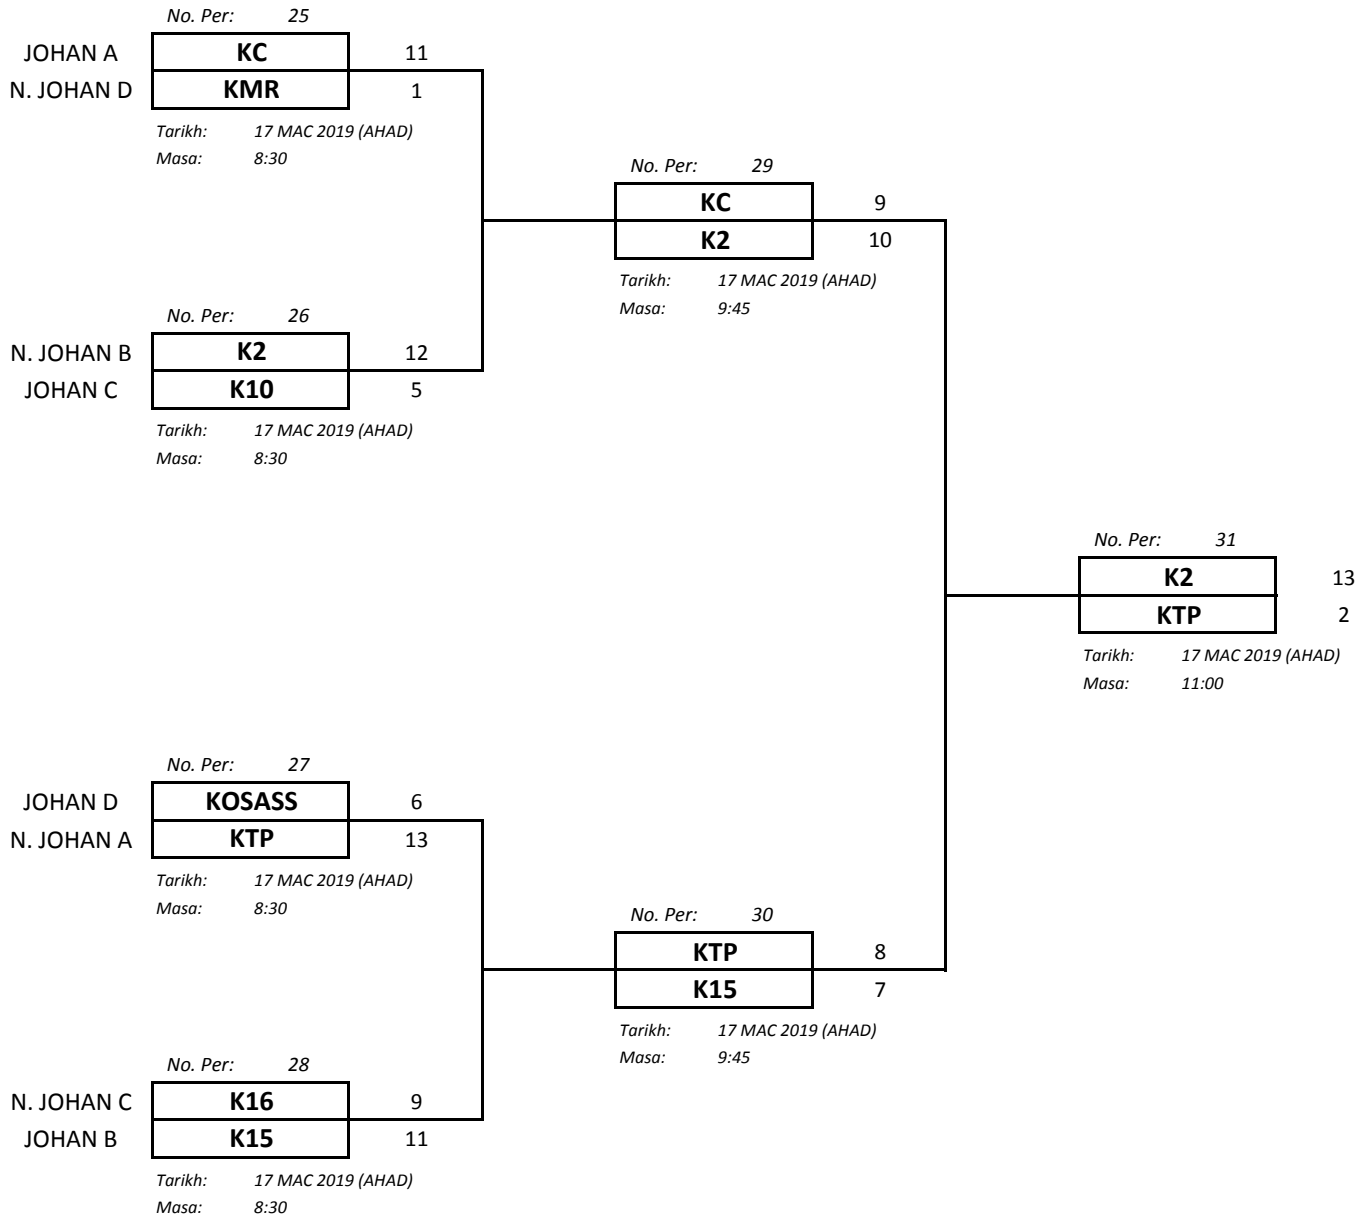 No. Per: 25
JOHAN A KC 11
N. JOHAN D KMR 1
Tarikh: 17 MAC 2019 (AHAD)
Masa: 8:30
No. Per: 29
KC 9
K2 10
Tarikh: 17 MAC 2019 (AHAD)
Masa: 9:45
No. Per: 26
N. JOHAN B K2 12
JOHAN C K10 5
Tarikh: 17 MAC 2019 (AHAD)
Masa: 8:30
No. Per: 31
K2 13
KTP 2
Tarikh: 17 MAC 2019 (AHAD)
Masa: 11:00
No. Per: 27
JOHAN D KOSASS 6
N. JOHAN A KTP 13
Tarikh: 17 MAC 2019 (AHAD)
Masa: 8:30
No. Per: 30
KTP 8
K15 7
Tarikh: 17 MAC 2019 (AHAD)
Masa: 9:45
No. Per: 28
N. JOHAN C K16 9
JOHAN B K15 11
Tarikh: 17 MAC 2019 (AHAD)
Masa: 8:30